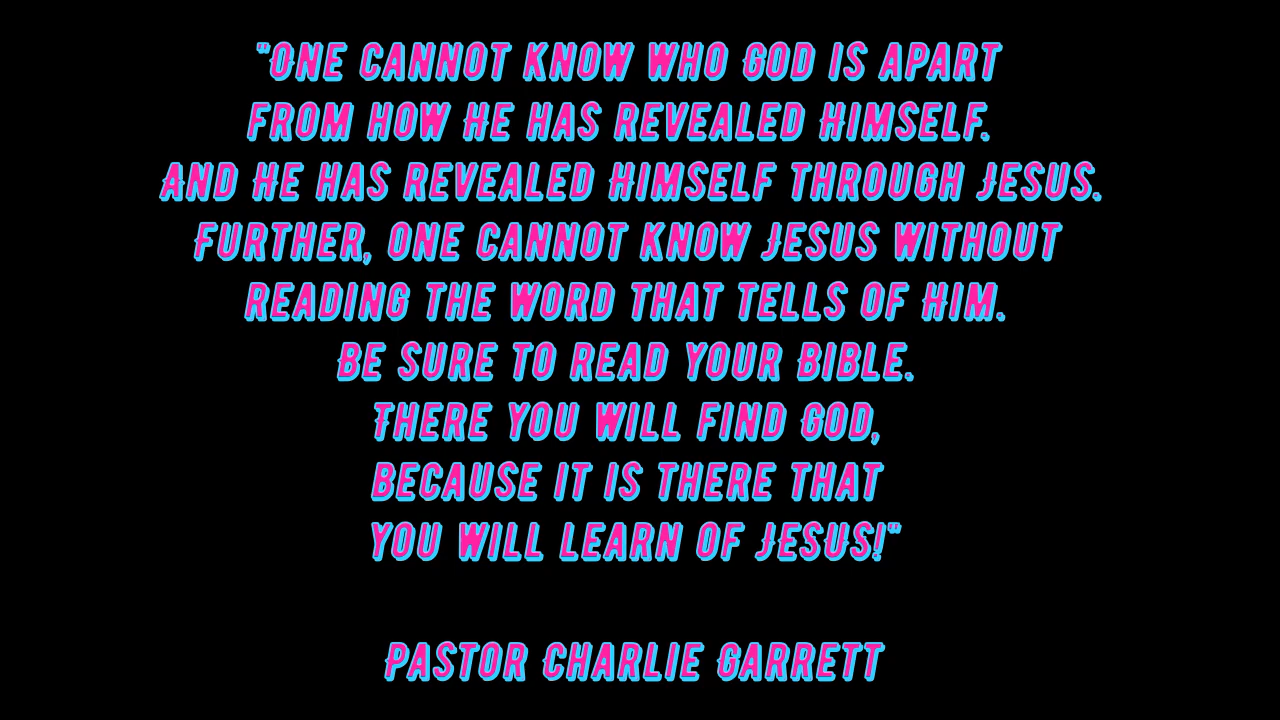 "One cannot know who God is apart
from how He has revealed Himself.
And He has revealed Himself through Jesus.
Further, one cannot know Jesus without
reading the word that tells of Him.
Be sure to read your Bible.
There you will find God,
because it is there that
you will learn of Jesus!"
Pastor Charlie Garrett